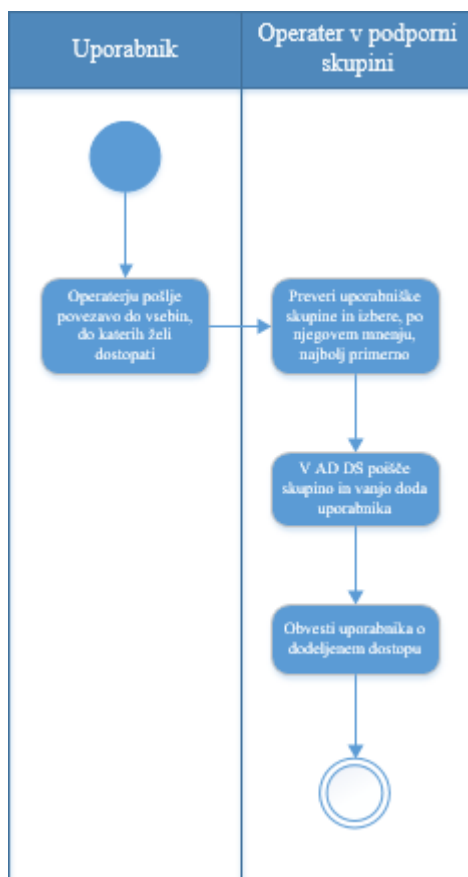 Uporabnik
Operater v podporni
skupini
Operaterju pošlje
povezavo do vsebin,
do katerih želi
dostopati
Preveri uporabniške
skupine in izbere, po
njegovem mnenju,
najbolj primerno
V AD DS poišče
skupino in vanjo doda
uporabnika
Obvesti uporabnika o
dodeljenem dostopu